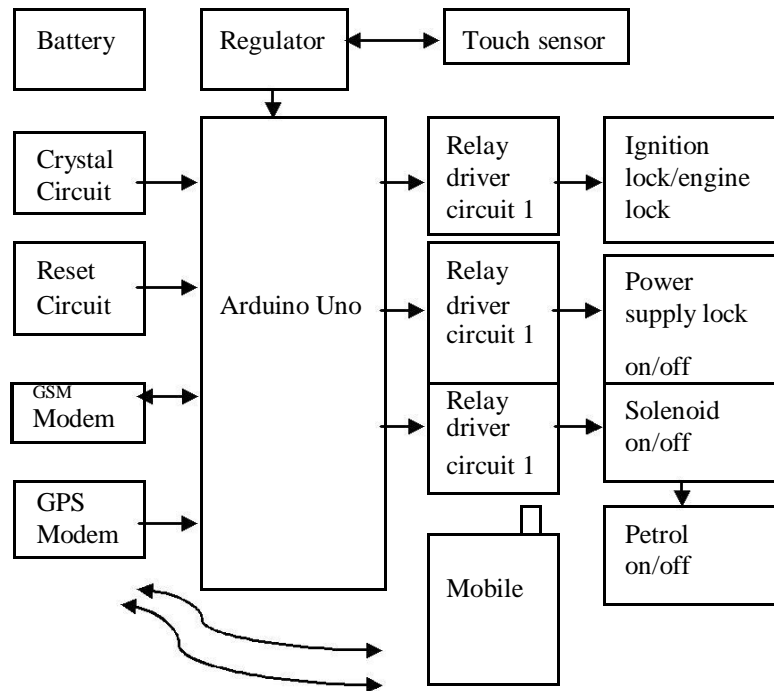 Battery
Regulator
Touch sensor
Crystal
Circuit
Reset
Circuit
GSM
Modem
GPS
Modem
Arduino Uno
Relay
driver
circuit 1
Ignition
lock/engine
lock
Relay
driver
circuit 1
Power
supply lock
on/off
Relay
driver
circuit 1
Solenoid
on/off
Petrol
on/off
Mobile